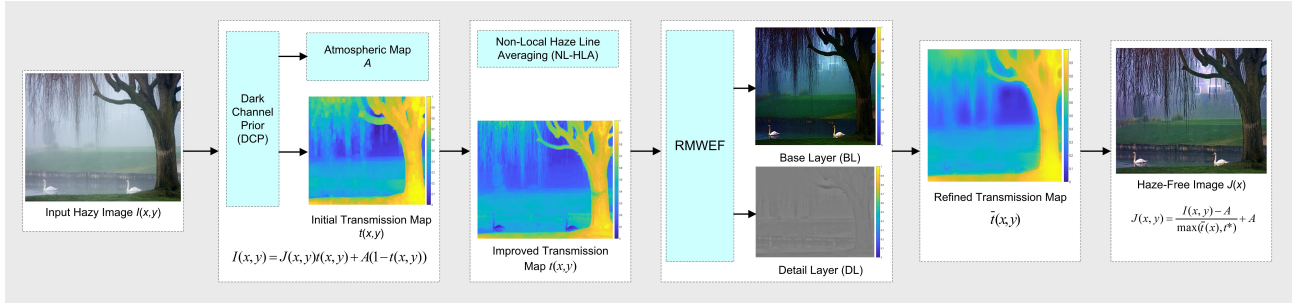 Input Hazy Image I(x,y)
Dark
Channel
Prior
(DCP)
Atmospheric Map
A
Initial Transmission Map
t(x,y)
I(x, y) = J(x, y)t(x, y) + A(1−t(x, y))
Non-Local Haze Line
Averaging (NL-HLA)
Improved Transmission
Map t(x,y)
RMWEF
Base Layer (BL)
Detail Layer (DL)
Refined Transmission Map
t̄(x,y)
Haze-Free Image J(x)
J(x, y) = \frac{I(x, y) − A}{max(t̄(x), t*)} + A